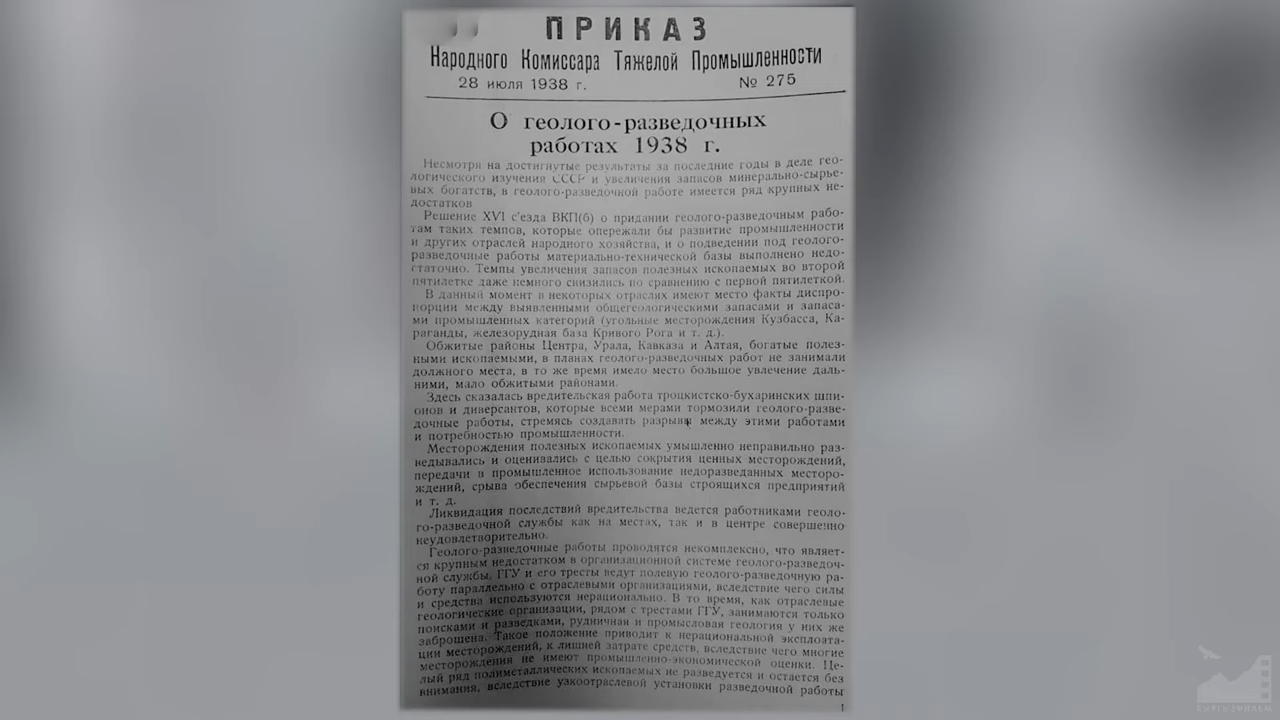 ПРИКАЗ
Народного Комиссара Тяжелой Промышленности
28 июля 1938 г. № 275
О геолого-разведочных
работах 1938 г.
Несмотря на достигнутые результаты за последние годы в деле гео-
логического изучения СССР и увеличения запасов минерально-сырье-
вых богатств, в геолого-разведочной работе имеется ряд крупных не-
достатков
Решение XVI с'езда ВКП(б) о придании геолого-разведочным рабо-
там таких темпов, которые опережали бы развитие промышленности
и других отраслей народного хозяйства, и о подведении под геолого-
разведочные работы материально-технической базы выполнено недо-
статочно. Темпы увеличения запасов полезных ископаемых во второй
пятилетке даже немного снизились по сравнению с первой пятилеткой.
В данный момент в некоторых отраслях имеют место факты диспро-
порции между выявленными общегеологическими запасами и запаса-
ми промышленных категорий (угольные месторождения Кузбасса, Ка-
раганды, железорудная база Кривого Рога и т. д.).
Обжитые районы Центра, Урала, Кавказа и Алтая, богатые полез-
ными ископаемыми, в планах геолого-разведочных работ не занимали
должного места, в то же время имело место большое увлечение даль-
ними, мало обжитыми районами.
Здесь сказалась вредительская работа троцкистско-бухаринских шпи-
онов и диверсантов, которые всеми мерами тормозили геолого-разве-
дочные работы, стремясь создавать разрывы между этими работами
и потребностью промышленности.
Месторождения полезных ископаемых умышленно неправильно раз-
ведывались и оценивались с целью сокрытия ценных месторождений,
передачи в промышленное использование недоразведанных месторо-
ждений, срыва обеспечения сырьевой базы строящихся предприятий
и т. д.
Ликвидация последствий вредительства ведется работниками геоло-
го-разведочной службы как на местах, так и в центре совершенно
неудовлетворительно.
Геолого-разведочные работы проводятся некомплексно, что являет-
ся крупным недостатком в организационной системе геолого-разведоч-
ной службы. ГГУ и его тресты ведут полевую геолого-разведочную ра-
боту параллельно с отраслевыми организациями, вследствие чего силы
и средства используются нерационально. В то время, как отраслевые
геологические организации, рядом с трестами ГГУ, занимаются только
поисками и разведками, рудничная и промысловая геология у них же
заброшена. Такое положение приводит к нерациональной эксплоата-
ции месторождений, к лишней затрате средств, вследствие чего многие
месторождения не имеют промышленно-экономической оценки. Це-
лый ряд полиметаллических ископаемых не разведуется и остается без
внимания, вследствие узкоотраслевой установки разведочной работы
1
КЫРГЫЗФИЛЬМ